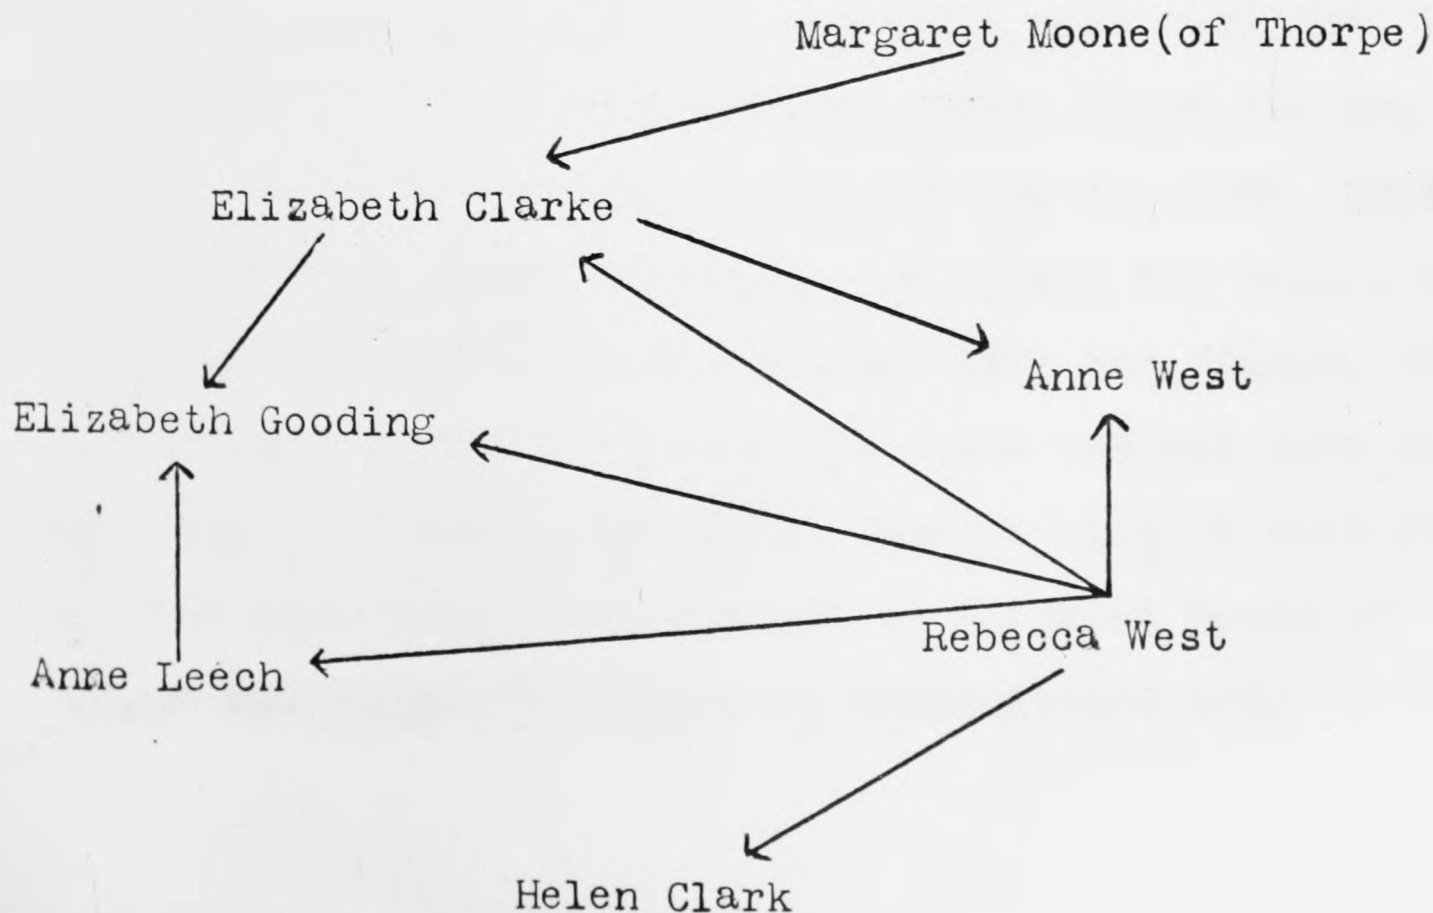 Margaret Moone(of Thorpe)
Elizabeth Clarke
Anne West
Elizabeth Gooding
Rebecca West
Anne Leech
Helen Clark